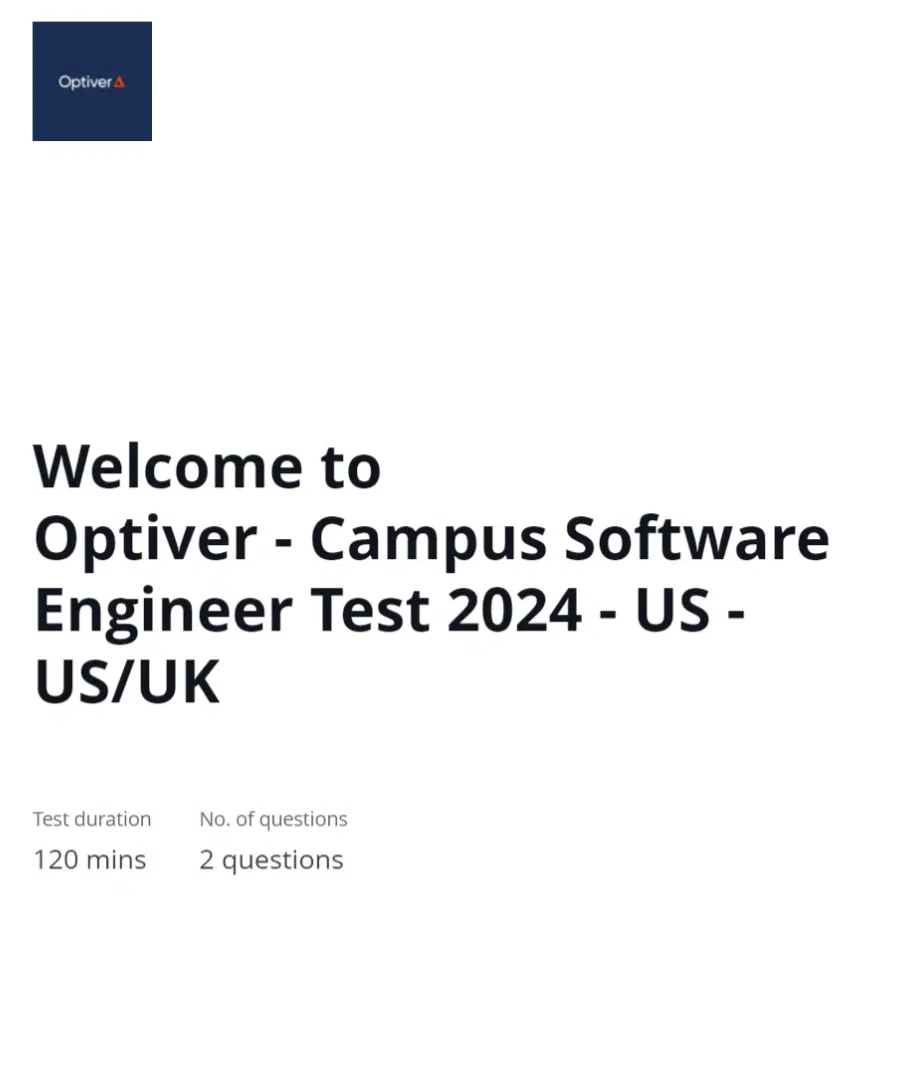 Optiver
Welcome to
Optiver - Campus Software
Engineer Test 2024 - US -
US/UK
Test duration
No. of questions
120 mins
2 questions